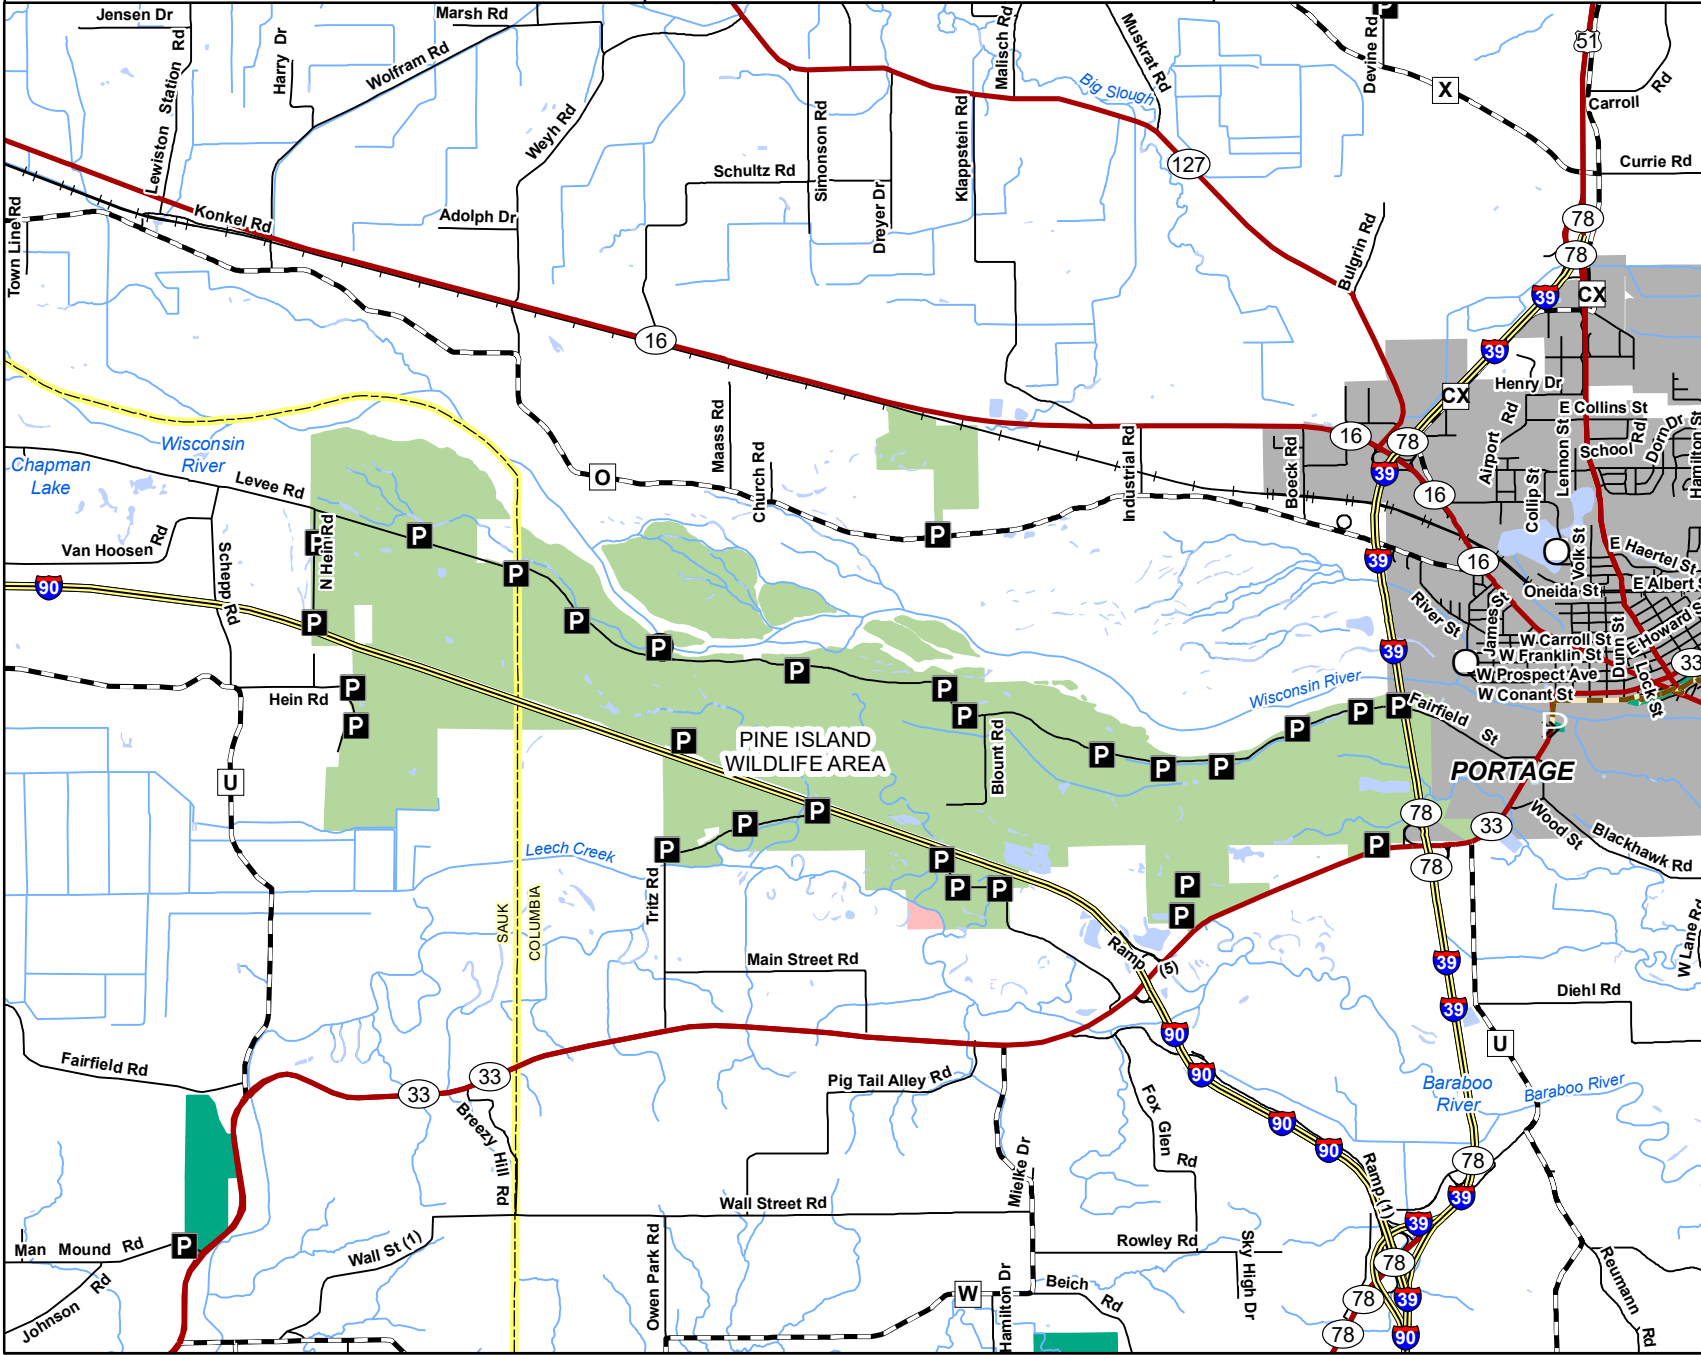 Jensen Dr
Marsh Rd
Lewiston Station Rd
Harry Dr
Wolfram Rd
Weyh Rd
Malisch Rd
Muskrat Rd
Big Slough
Devine Rd
P
X
51
Carroll Rd
Currie Rd
127
Simonson Rd
Schultz Rd
Klappstein Rd
Dreyer Dr
Adolph Dr
Konkel Rd
Town Line Rd
Bulgrin Rd
78
78
39
CX
16
39
CX
Henry Dr
E Collins St
School Rd
Dorn Dr
Hamilton St
Airport Rd
Lennon St
Collip St
Volk St
16
78
39
16
Boeck Rd
Industrial Rd
Maass Rd
Church Rd
O
P
Wisconsin
River
Chapman
Lake
Levee Rd
Van Hoosen Rd
Schepp Rd
N Hein Rd
P
P
P
P
P
P
P
90
39
16
E Haertel St
E Albert S
Oneida St
E Howard S
River St
James St
W Carroll St
W Franklin St
W Prospect Ave
W Conant St
Dunn St
Lock St
33
39
Wisconsin River
Fairfield St
P
P
P
P
P
P
P
P
P
P
Blount Rd
PINE ISLAND
WILDLIFE AREA
PORTAGE
Hein Rd
P
P
U
P
P
P
P
Leech Creek
SAUK
COLUMBIA
Tritz Rd
P
P
P
P
P
P
78
33
78
Wood St
Blackhawk Rd
W Lane Rd
Main Street Rd
Ramp (5)
39
39
Diehl Rd
U
90
90
90
90
Fairfield Rd
33
33
Breezy Hill Rd
Pig Tail Alley Rd
Fox Glen Rd
Baraboo
River
Baraboo River
Mielke Dr
Ramp (1)
78
39
39
78
78
39
78
90
Wall Street Rd
Wall St (1)
Man Mound Rd
P
Johnson Rd
Owen Park Rd
W
Hamilton Dr
Beich Rd
Rowley Rd
Sky High Dr
Reumann Rd